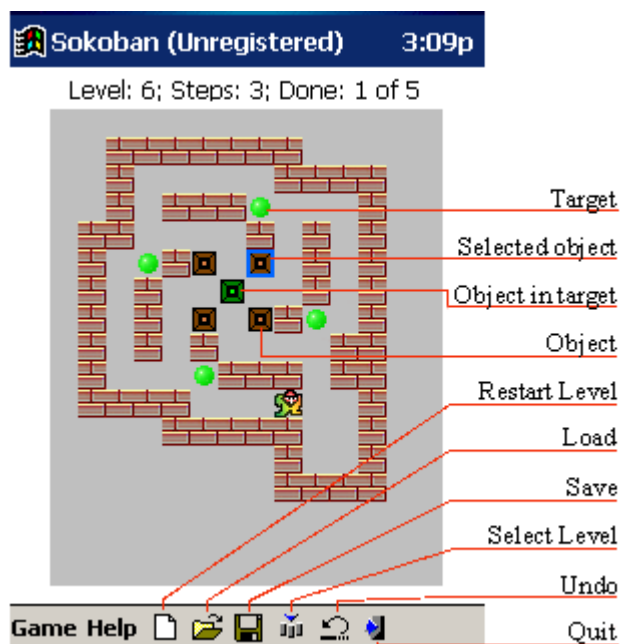 Sokoban (Unregistered) 3:09p
Level: 6; Steps: 3; Done: 1 of 5
Target
Selected object
Object in target
Object
Restart Level
Load
Save
Select Level
Undo
Game Help
Quit